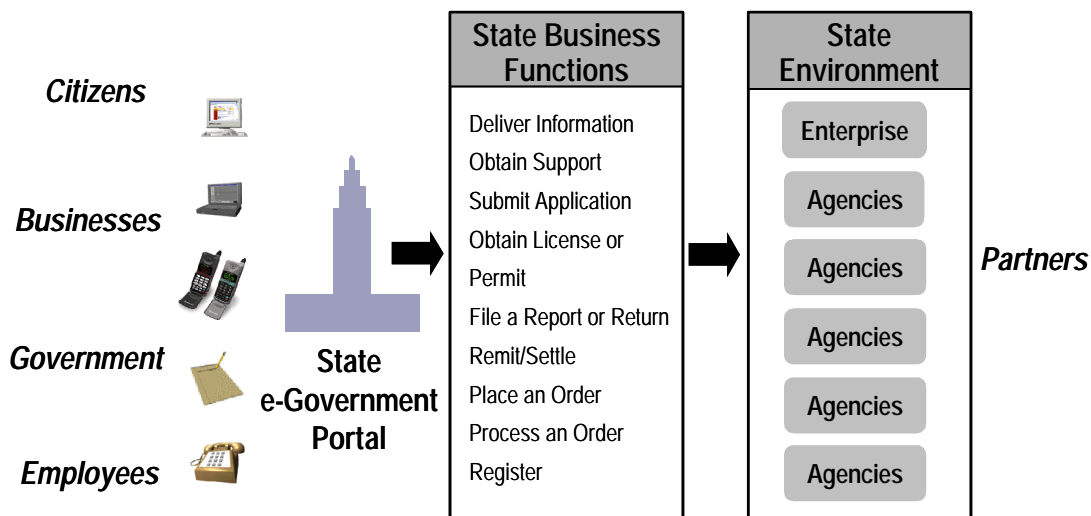 Citizens
Businesses
Government
Employees
State
e-Government
Portal
State Business
Functions
Deliver Information
Obtain Support
Submit Application
Obtain License or
Permit
File a Report or Return
Remit/Settle
Place an Order
Process an Order
Register
State
Environment
Enterprise
Agencies
Agencies
Agencies
Agencies
Agencies
Partners